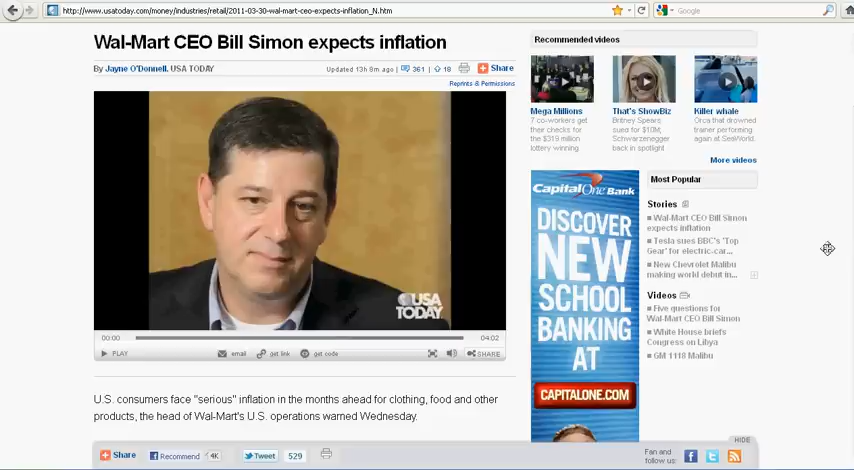 http://www.usatoday.com/money/industries/retail/2011-03-30-wal-mart-ceo-expects-inflation_N.htm
Google
Wal-Mart CEO Bill Simon expects inflation
By Jayne O'Donnell, USA TODAY
Updated 13h 9m ago
361
18
Share
Reprints & Permissions
USA
TODAY
00:00
04:02
PLAY
email
get link
get code
SHARE
U.S. consumers face "serious" inflation in the months ahead for clothing, food and other
products, the head of Wal-Mart's U.S. operations warned Wednesday.
Recommended videos
Mega Millions
7 co-workers get
their checks for
the $319 million
lottery winning.
That's ShowBiz
Britney Spears
sued for $10M;
Schwarzenegger
back in spotlight
Killer whale
Orca that drowned
trainer performing
again at SeaWorld.
More videos
Capital One Bank
DISCOVER
NEW
SCHOOL
BANKING
AT
CAPITALONE.COM
Most Popular
Stories
Wal-Mart CEO Bill Simon
expects inflation
Tesla sues BBC's 'Top
Gear' for electric-car...
New Chevrolet Malibu
making world debut in...
Videos
Five questions for
Wal-Mart CEO Bill Simon
White House briefs
Congress on Libya
GM 1118 Malibu
HIDE
Share
Recommend
4K
Tweet
529
Fan and
follow us: